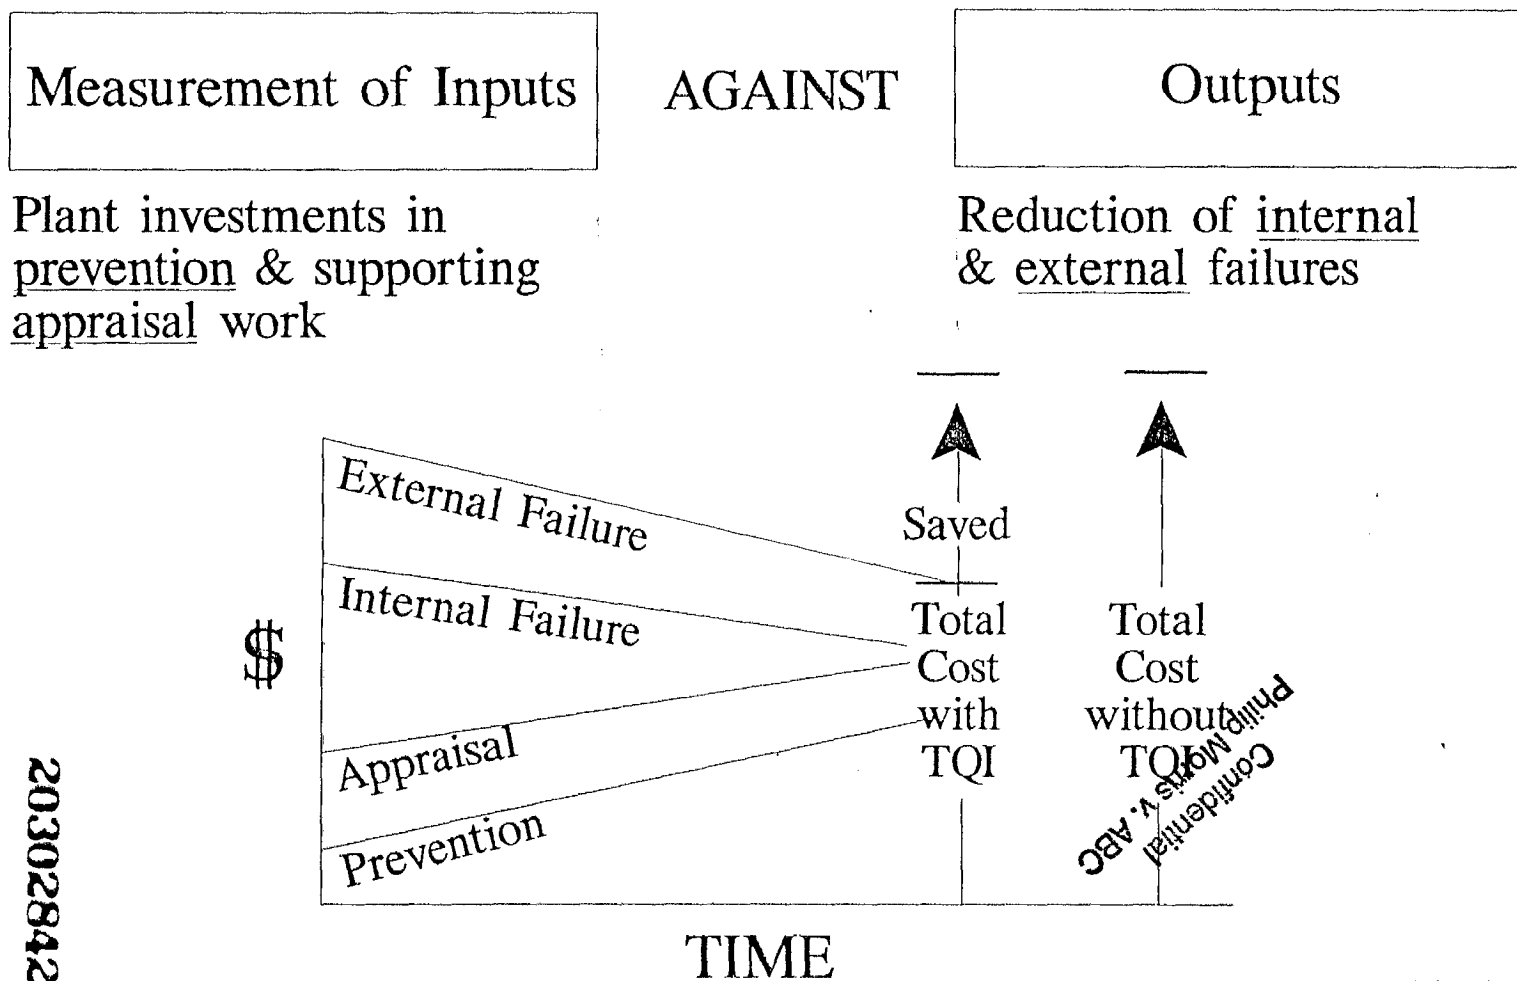 Measurement of Inputs
AGAINST
Outputs
Plant investments in
prevention & supporting
appraisal work
Reduction of internal
& external failures
External Failure
Internal Failure
Appraisal
Prevention
$
Saved
Total
Cost
with
TQI
Total
Cost
without
TQI
TIME
Confidential
Philip Morris v. ABC
20302842